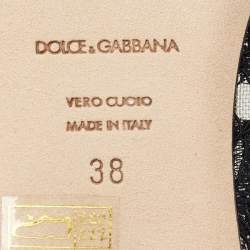 DOLCE & GABBANA
VERO CUOIO
MADE IN ITALY
38